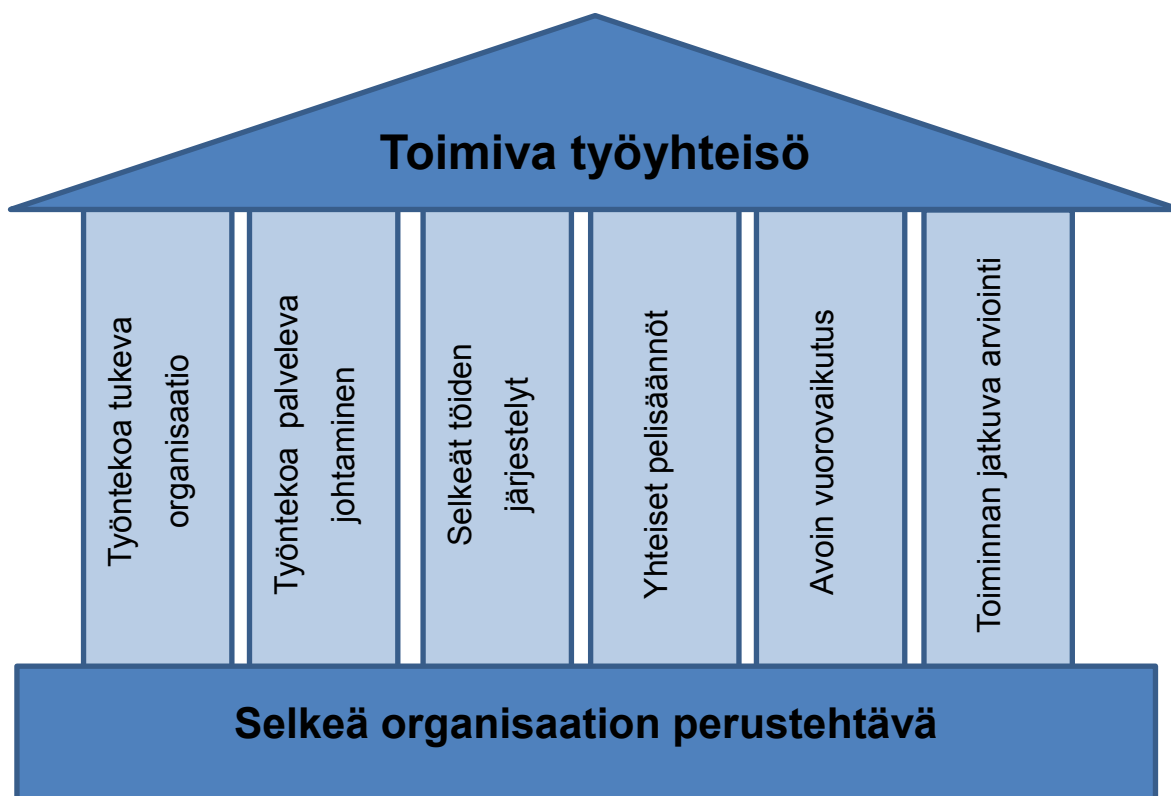 Toimiva työyhteisö
Työntekoa tukeva
organisaatio
Työntekoa palveleva
johtaminen
Selkeät töiden
järjestelyt
Yhteiset pelisäännöt
Avoin vuorovaikutus
Toiminnan jatkuva arviointi
Selkeä organisaation perustehtävä